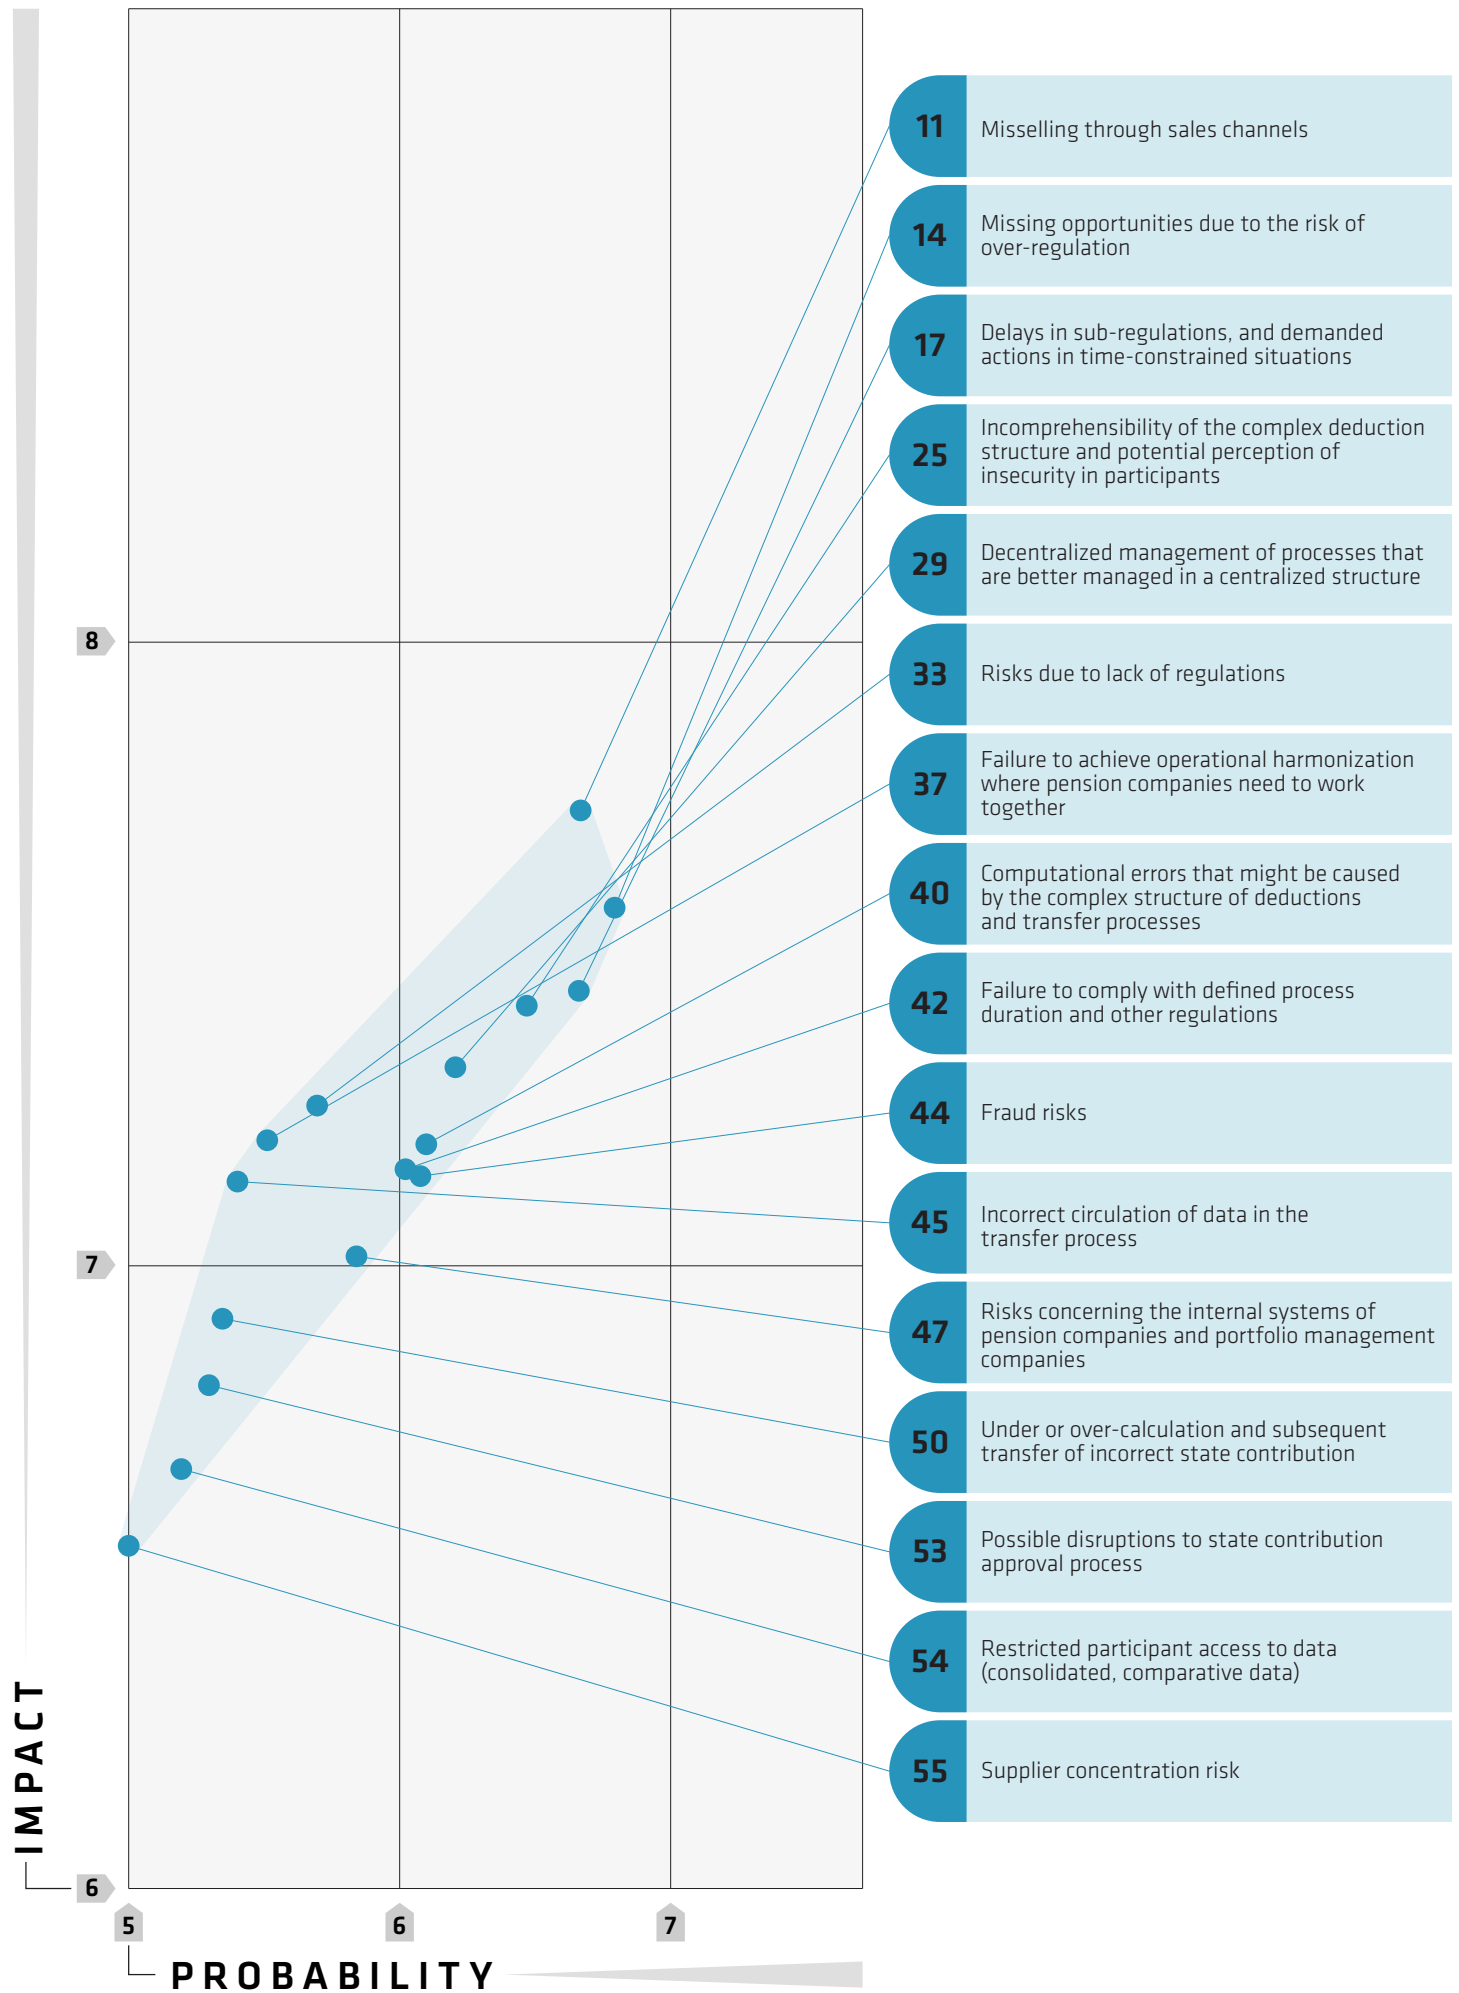 11
Misselling through sales channels
14
Missing opportunities due to the risk of
over-regulation
17
Delays in sub-regulations, and demanded
actions in time-constrained situations
25
Incomprehensibility of the complex deduction
structure and potential perception of
insecurity in participants
29
Decentralized management of processes that
are better managed in a centralized structure
33
Risks due to lack of regulations
37
Failure to achieve operational harmonization
where pension companies need to work
together
40
Computational errors that might be caused
by the complex structure of deductions
and transfer processes
42
Failure to comply with defined process
duration and other regulations
44
Fraud risks
45
Incorrect circulation of data in the
transfer process
47
Risks concerning the internal systems of
pension companies and portfolio management
companies
50
Under or over-calculation and subsequent
transfer of incorrect state contribution
53
Possible disruptions to state contribution
approval process
54
Restricted participant access to data
(consolidated, comparative data)
55
Supplier concentration risk
8
7
6
IMPACT
5
6
7
PROBABILITY